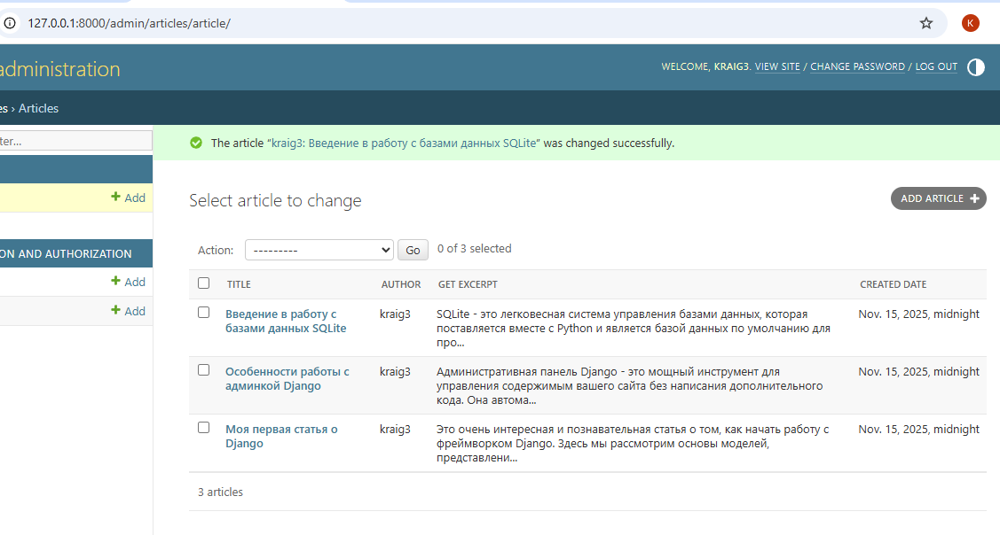 127.0.0.1:8000/admin/articles/article/
K
administration
WELCOME, KRAIG3. VIEW SITE / CHANGE PASSWORD / LOG OUT
› Articles
The article “kraig3: Введение в работу с базами данных SQLite” was changed successfully.
+ Add
Select article to change
ADD ARTICLE +
Action: --------- Go 0 of 3 selected
AND AUTHORIZATION
+ Add
+ Add
TITLE AUTHOR GET EXCERPT CREATED DATE
Введение в работу с
базами данных SQLite
kraig3
SQLite - это легковесная система управления базами данных, которая
поставляется вместе с Python и является базой данных по умолчанию для
про...
Nov. 15, 2025, midnight
Особенности работы с
админкой Django
kraig3
Административная панель Django - это мощный инструмент для
управления содержимым вашего сайта без написания дополнительного
кода. Она автома...
Nov. 15, 2025, midnight
Моя первая статья о
Django
kraig3
Это очень интересная и познавательная статья о том, как начать работу с
фреймворком Django. Здесь мы рассмотрим основы моделей,
представлени...
Nov. 15, 2025, midnight
3 articles